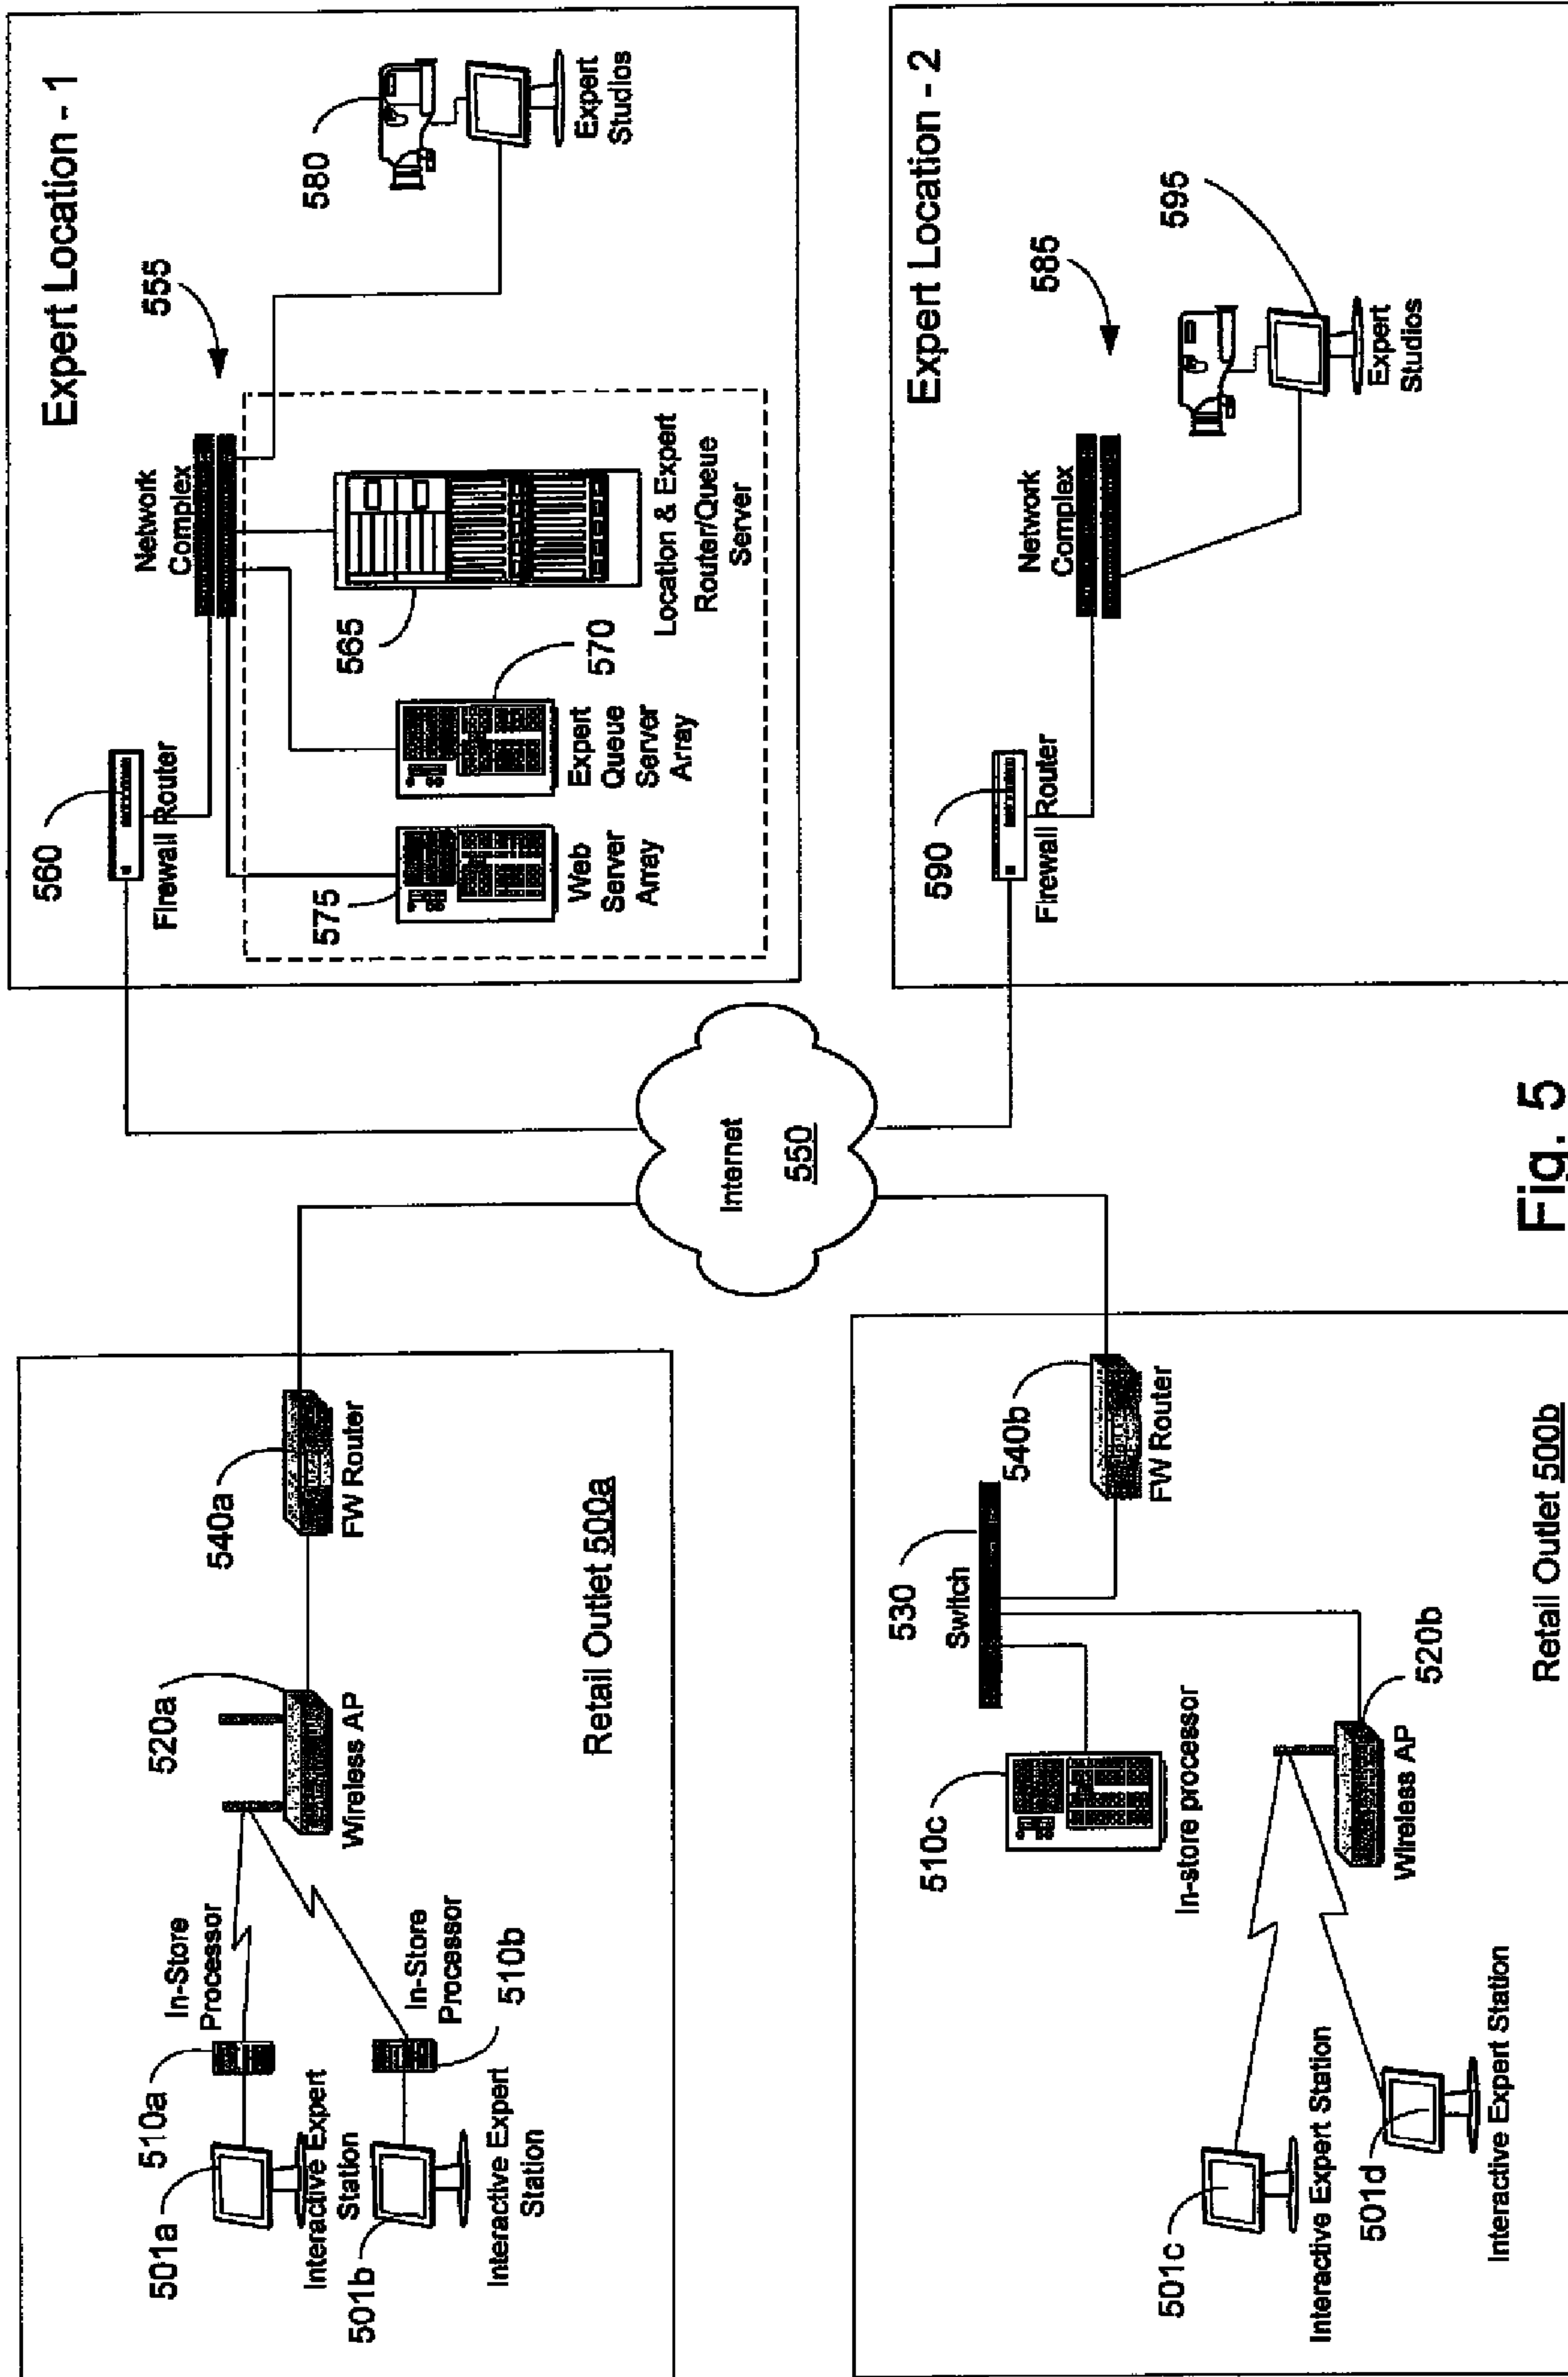 501a
510a
In-Store
Processor
Interactive Expert
Station
501b
In-Store
Processor
510b
Interactive Expert
Station
520a
Wireless AP
540a
FW Router
Retail Outlet 500a
501c
Interactive Expert Station
501d
Interactive Expert Station
510c
In-store processor
530
Switch
520b
Wireless AP
540b
FW Router
Retail Outlet 500b
Internet
550
Expert Location - 1
560
Firewall Router
Network
Complex
555
575
Web
Server
Array
Expert
Queue
Server
Array
570
565
Location & Expert
Router/Queue
Server
580
Expert
Studios
Expert Location - 2
590
Firewall Router
Network
Complex
585
595
Expert
Studios
Fig. 5